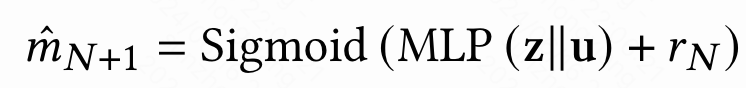 m̂_{N+1} = Sigmoid (MLP (𝐳‖𝐮) + r_N)